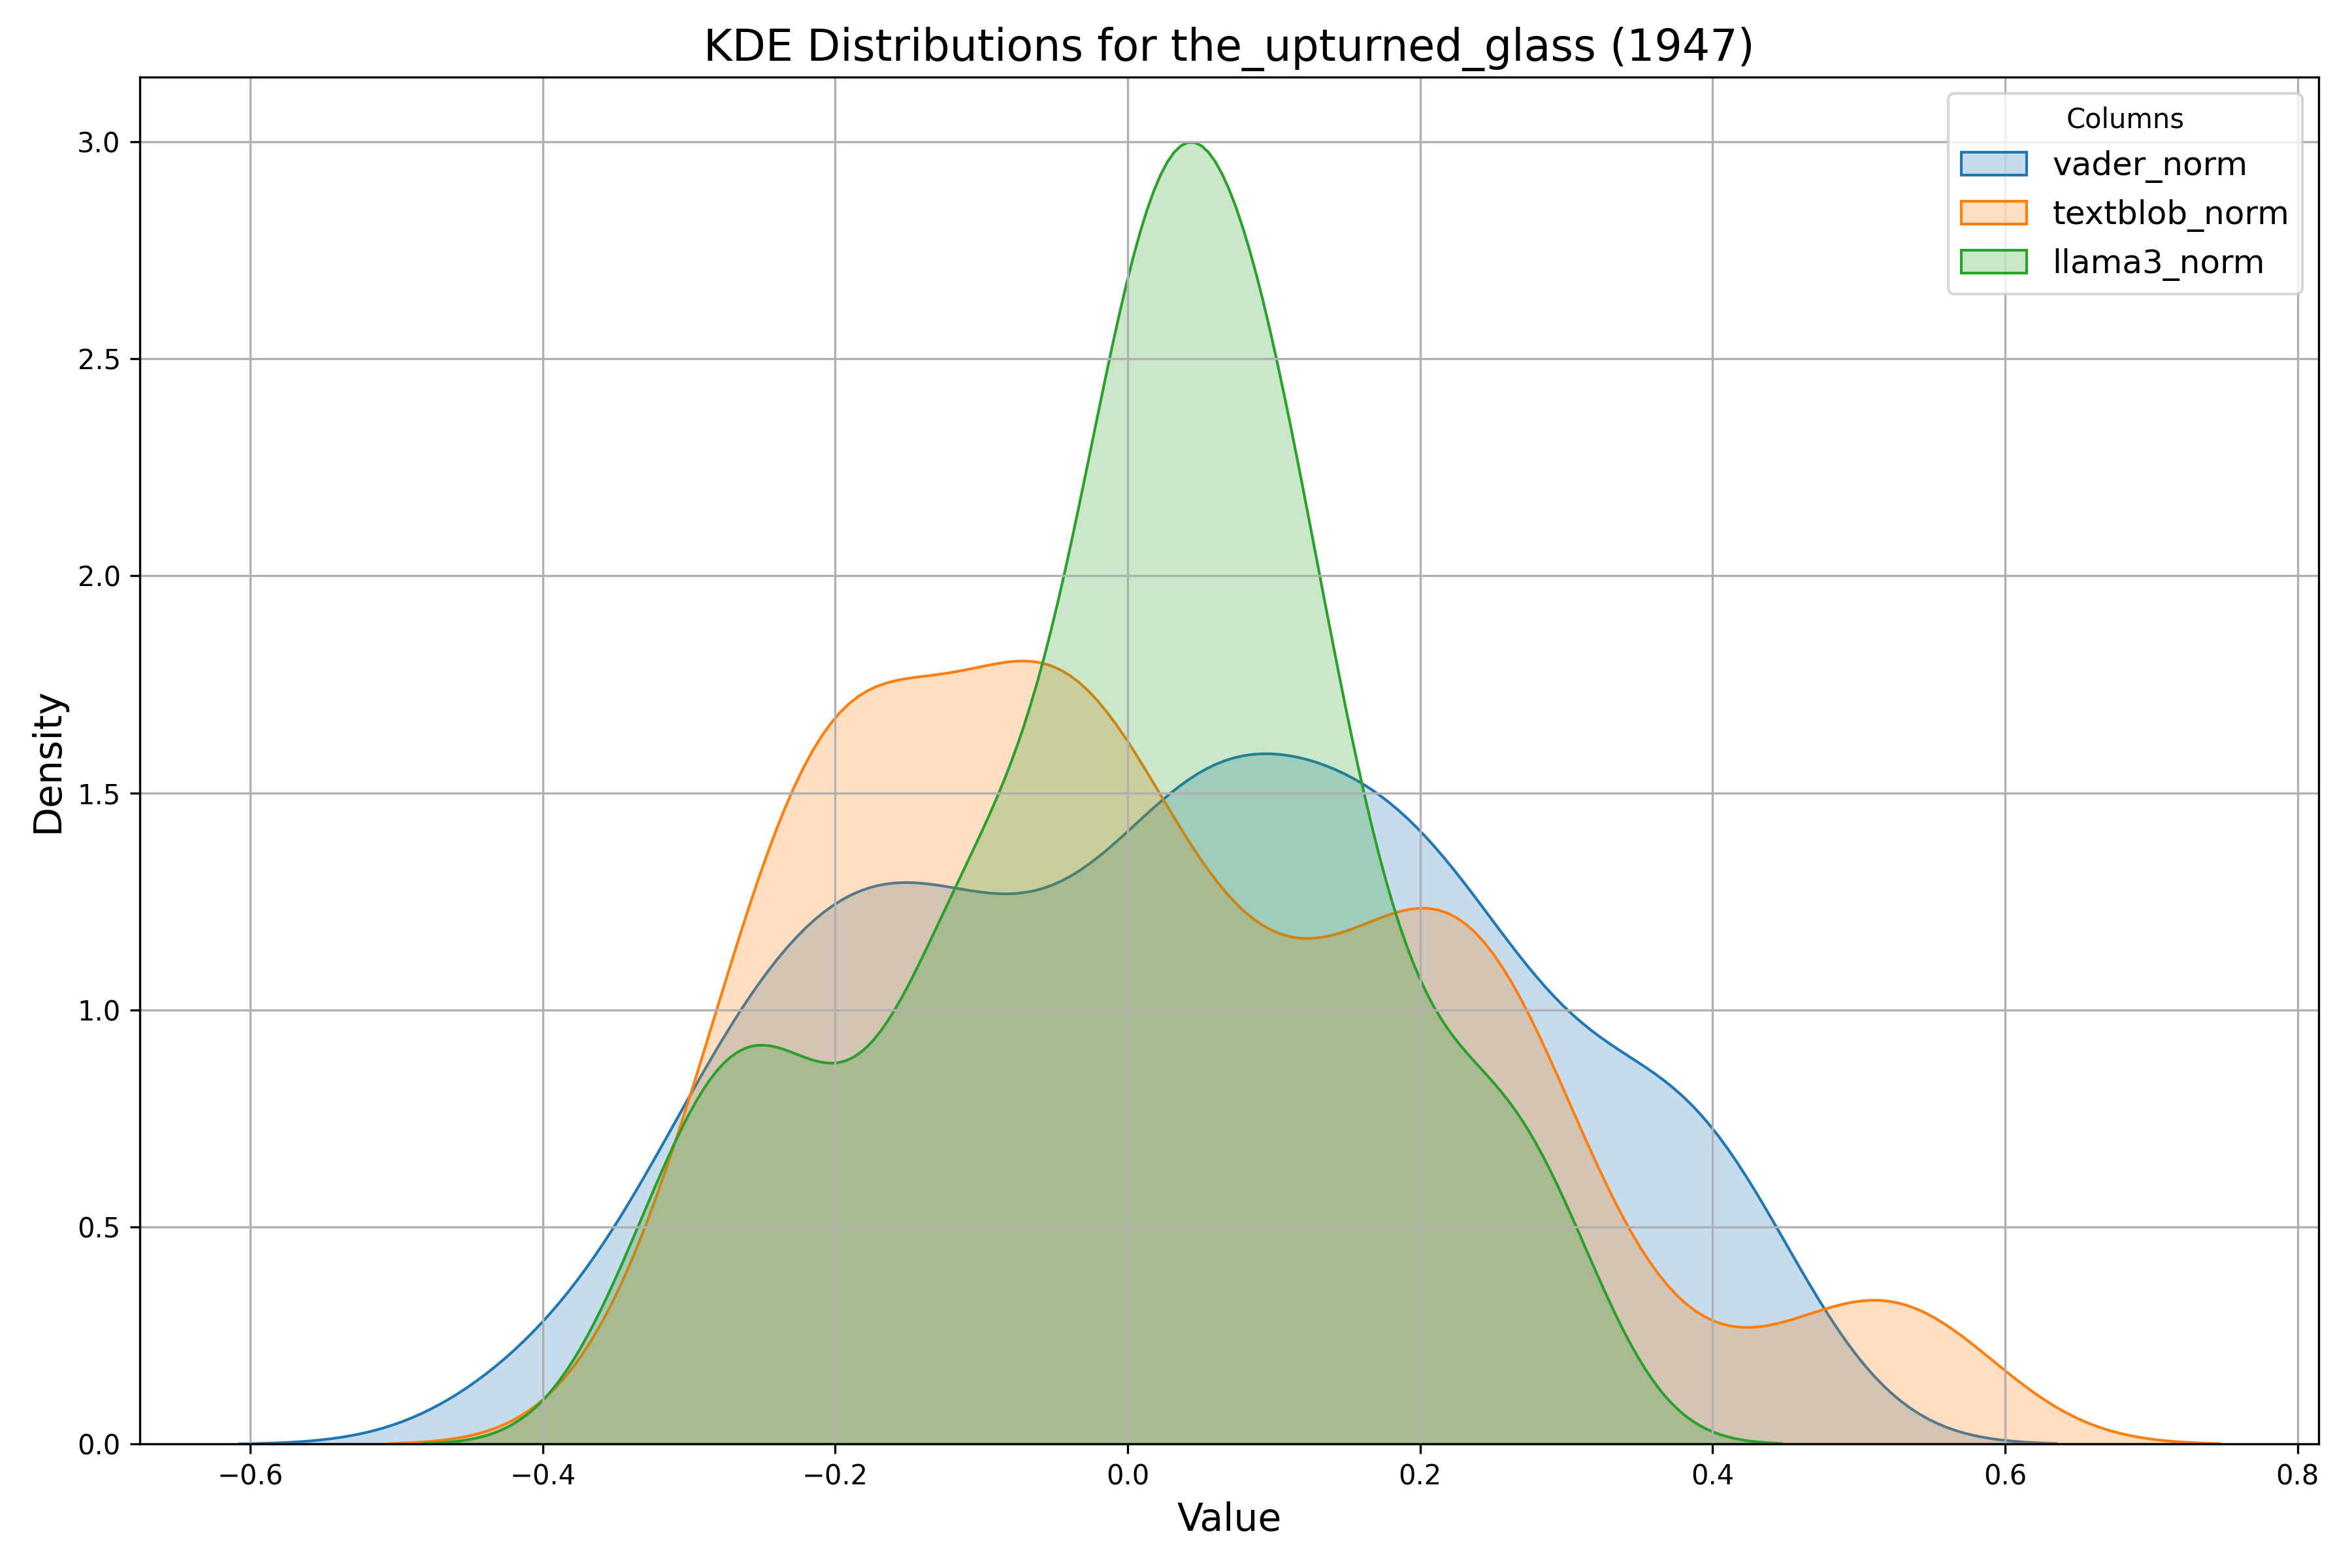 KDE Distributions for the_upturned_glass (1947)
Columns
vader_norm
textblob_norm
llama3_norm
Density
3.0
2.5
2.0
1.5
1.0
0.5
0.0
−0.6
−0.4
−0.2
0.0
0.2
0.4
0.6
0.8
Value